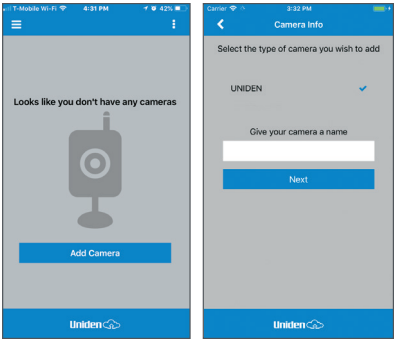 T-Mobile Wi-Fi 4:31 PM 42%
Looks like you don't have any cameras
Add Camera
Uniden
Carrier 3:32 PM
Camera Info
Select the type of camera you wish to add
UNIDEN
Give your camera a name
Next
Uniden